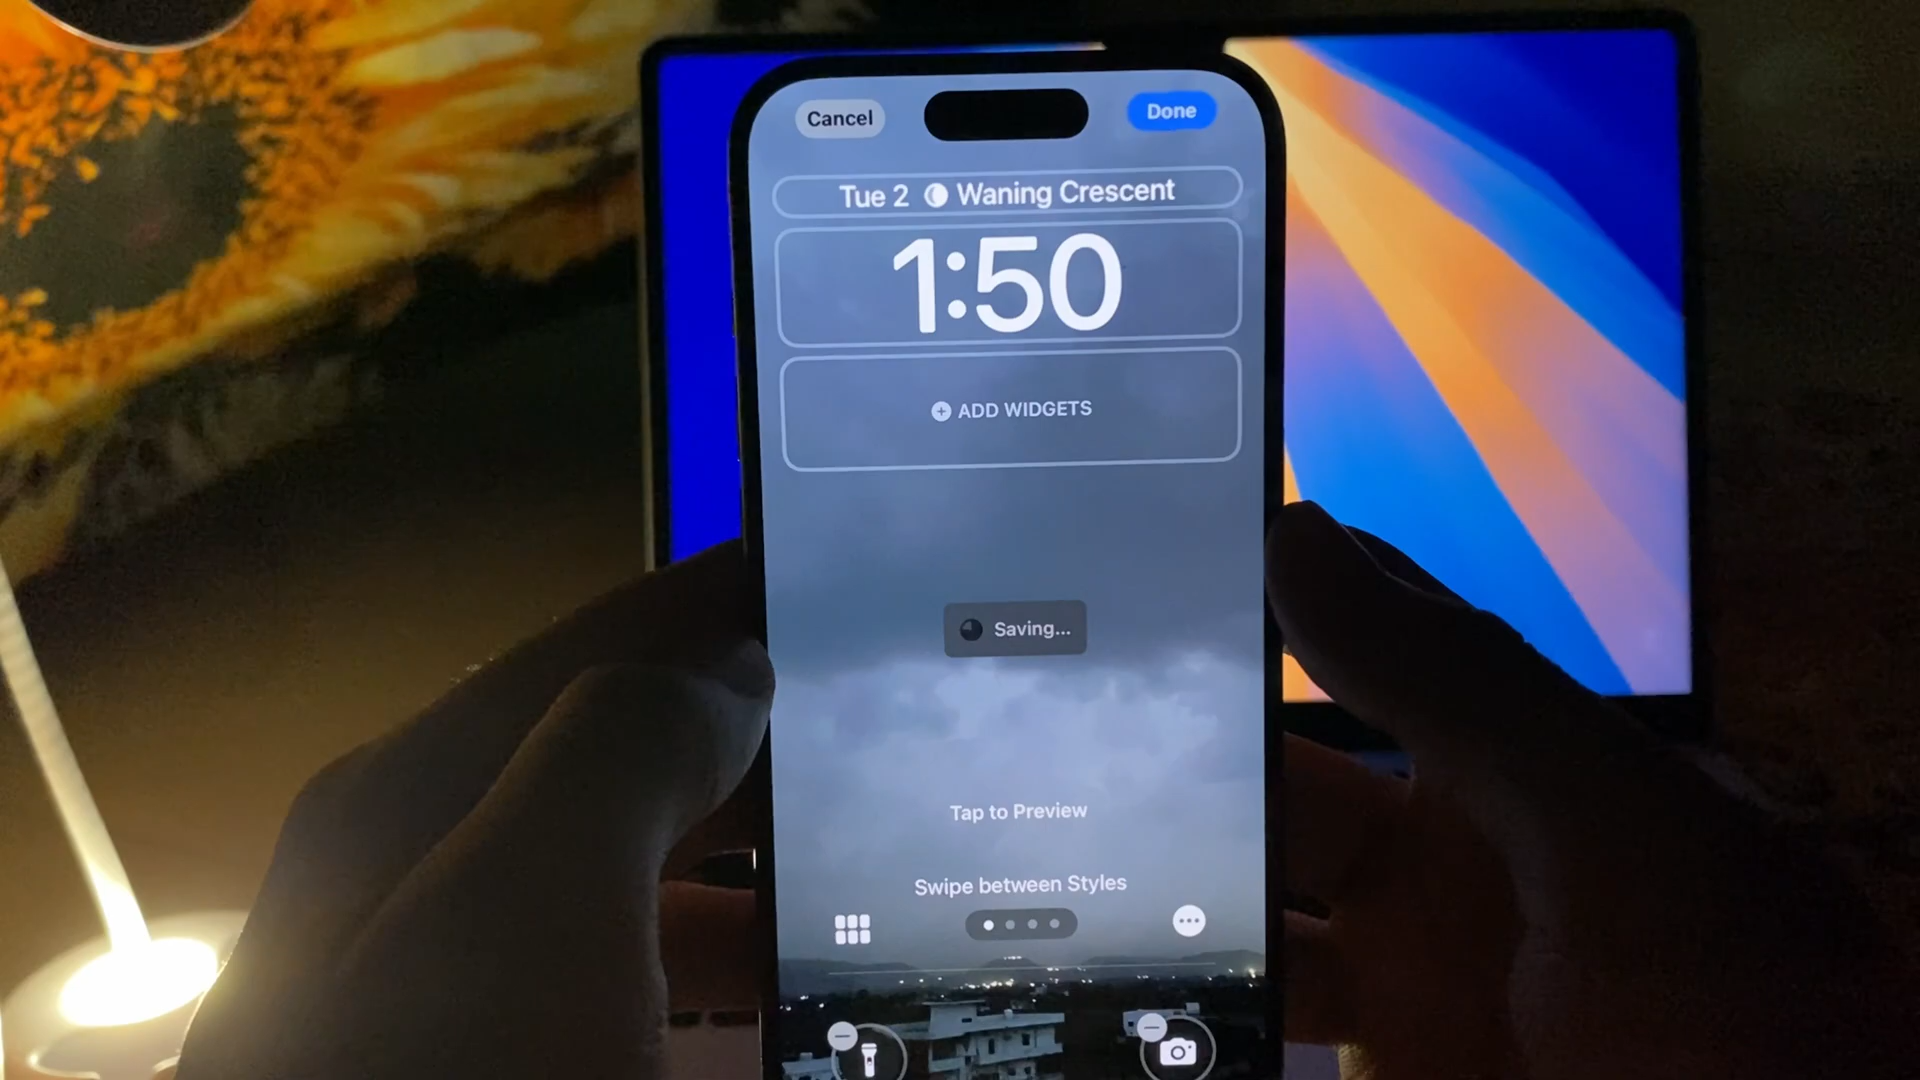 Cancel
Done
Tue 2 Waning Crescent
1:50
ADD WIDGETS
Saving...
Tap to Preview
Swipe between Styles